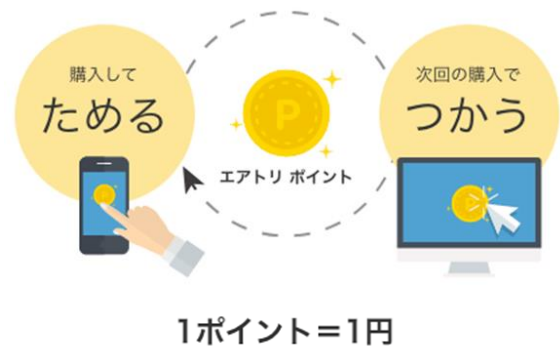 購入して
ためる
P
エアトリ ポイント
次回の購入で
つかう
1ポイント＝1円